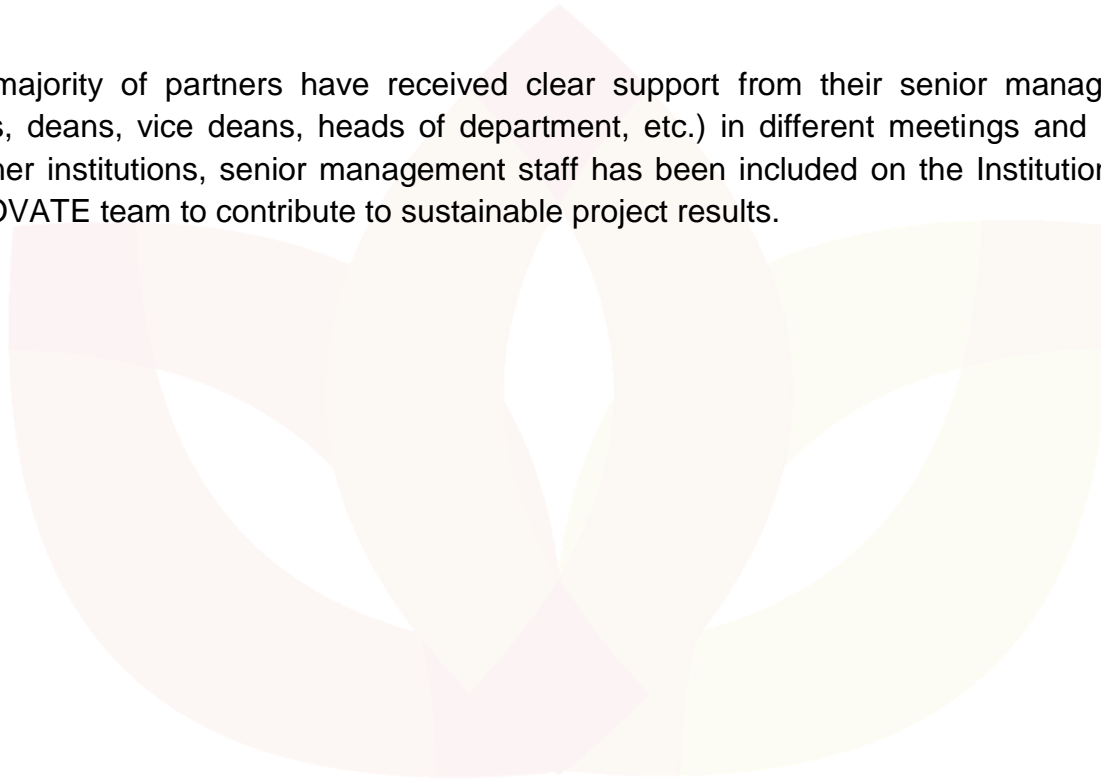 majority of partners have received clear support from their senior manag
s, deans, vice deans, heads of department, etc.) in different meetings and
ner institutions, senior management staff has been included on the Institution
OVATE team to contribute to sustainable project results.